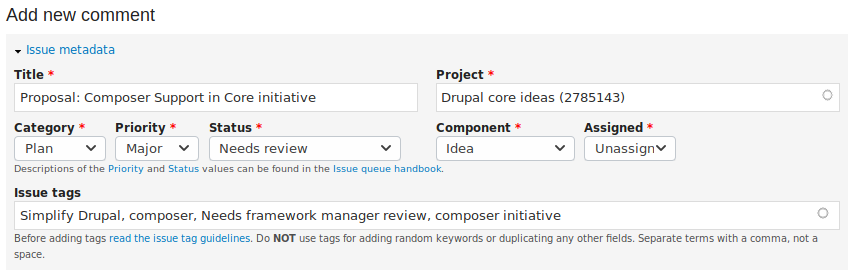 Add new comment
Issue metadata
Title *
Project *
Proposal: Composer Support in Core initiative
Drupal core ideas (2785143)
Category * Priority * Status * Component * Assigned *
Plan Major Needs review Idea Unassign
Descriptions of the Priority and Status values can be found in the Issue queue handbook.
Issue tags
Simplify Drupal, composer, Needs framework manager review, composer initiative
Before adding tags read the issue tag guidelines. Do NOT use tags for adding random keywords or duplicating any other fields. Separate terms with a comma, not a
space.